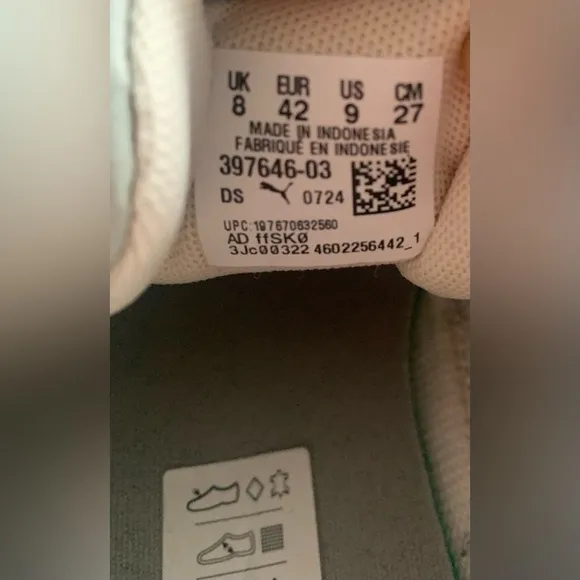 UK EUR US CM
8 42 9 27
MADE IN INDONESIA
FABRIQUÉ EN INDONESIE
397646-03
DS 0724
UPC:197670632560
AD ffSK0
3Jc00322 4602256442_1